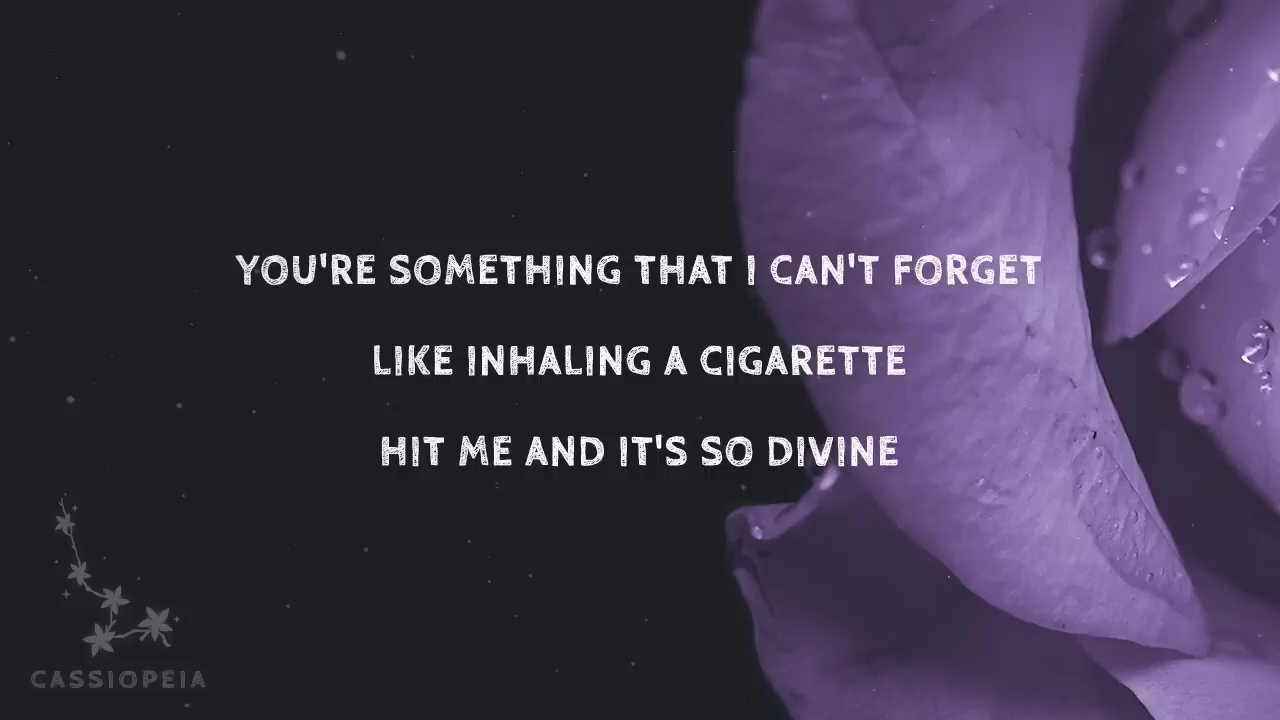 YOU'RE SOMETHING THAT I CAN'T FORGET
LIKE INHALING A CIGARETTE
HIT ME AND IT'S SO DIVINE
CASSIOPEIA